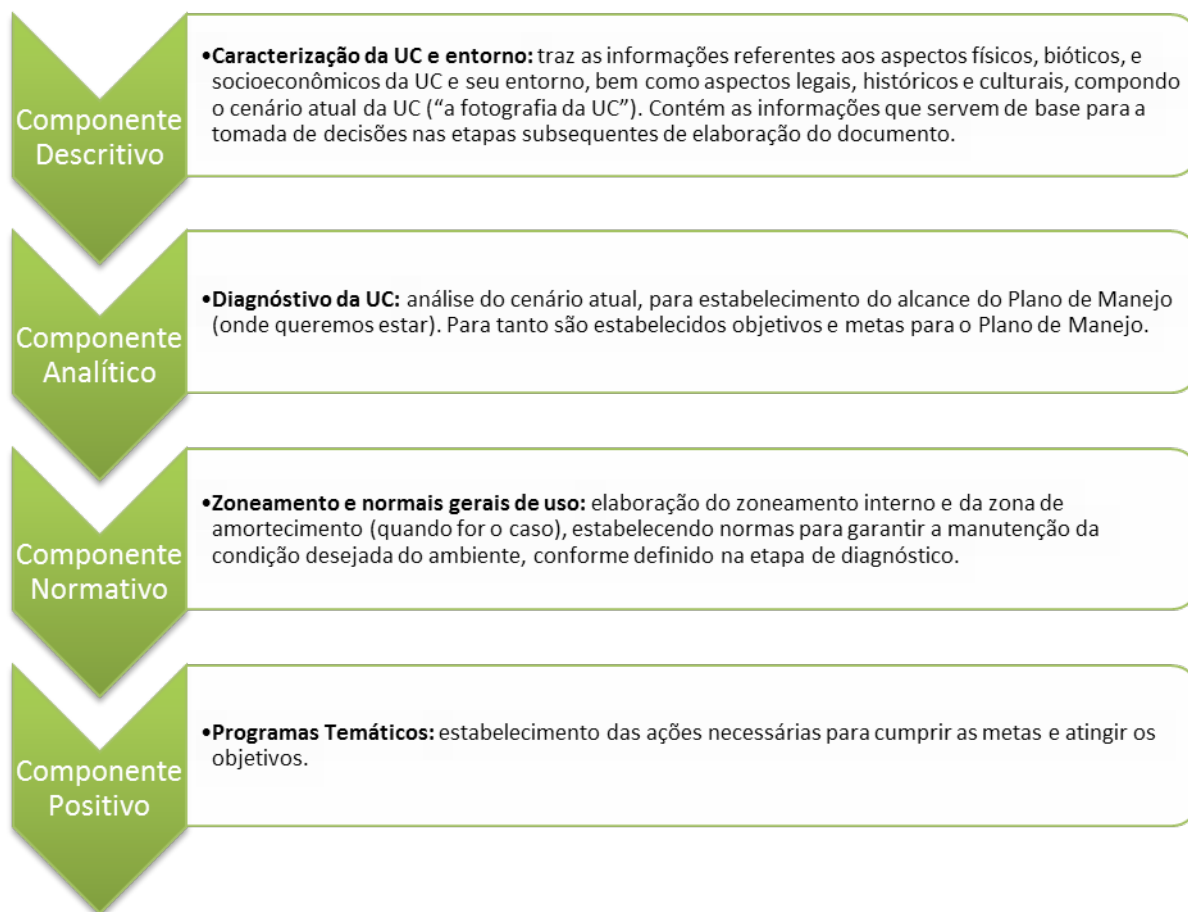 Componente
Descritivo
•Caracterização da UC e entorno: traz as informações referentes aos aspectos físicos, bióticos, e
socioeconômicos da UC e seu entorno, bem como aspectos legais, históricos e culturais, compondo
o cenário atual da UC (“a fotografia da UC”). Contém as informações que servem de base para a
tomada de decisões nas etapas subsequentes de elaboração do documento.
Componente
Analítico
•Diagnóstivo da UC: análise do cenário atual, para estabelecimento do alcance do Plano de Manejo
(onde queremos estar). Para tanto são estabelecidos objetivos e metas para o Plano de Manejo.
Componente
Normativo
•Zoneamento e normais gerais de uso: elaboração do zoneamento interno e da zona de
amortecimento (quando for o caso), estabelecendo normas para garantir a manutenção da
condição desejada do ambiente, conforme definido na etapa de diagnóstico.
Componente
Positivo
•Programas Temáticos: estabelecimento das ações necessárias para cumprir as metas e atingir os
objetivos.